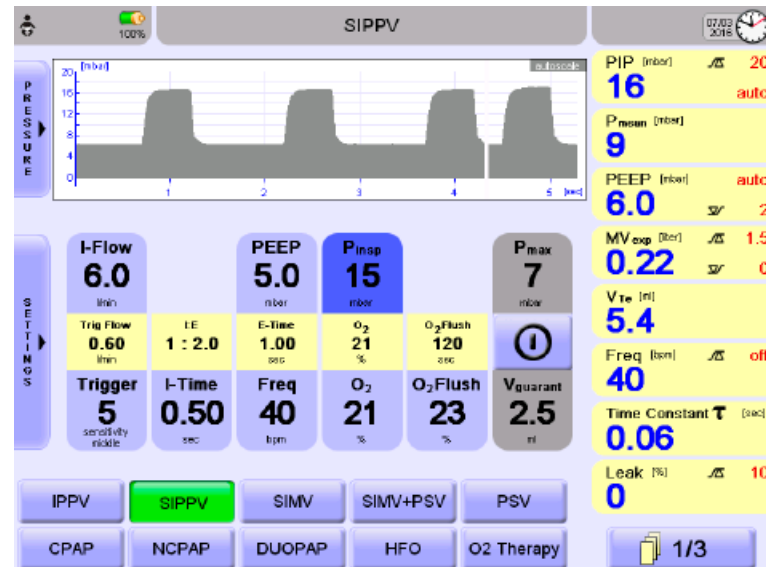 100%
SIPPV
07/03
2016
PRESSURE
[mbar]
autoscale
20
16
12
8
4
0
1
2
3
4
5
[sec]
PIP [mbar]
20
16
auto
Pmean [mbar]
9
PEEP [mbar]
auto
6.0
2
MVexp [liter]
1.5
0.22
0
VTe [ml]
5.4
Freq [bpm]
off
40
Time Constant τ [sec]
0.06
Leak [%]
10
0
1/3
SETTINGS
I-Flow
6.0
l/min
PEEP
5.0
mbar
Pinsp
15
mbar
Pmax
7
mbar
Trig Flow
0.60
l/min
I:E
1 : 2.0
E-Time
1.00
sec
O2
21
%
O2Flush
120
sec
Trigger
5
sensitivity
middle
I-Time
0.50
sec
Freq
40
bpm
O2
21
%
O2Flush
23
%
Vguarant
2.5
ml
IPPV
SIPPV
SIMV
SIMV+PSV
PSV
CPAP
NCPAP
DUOPAP
HFO
O2 Therapy